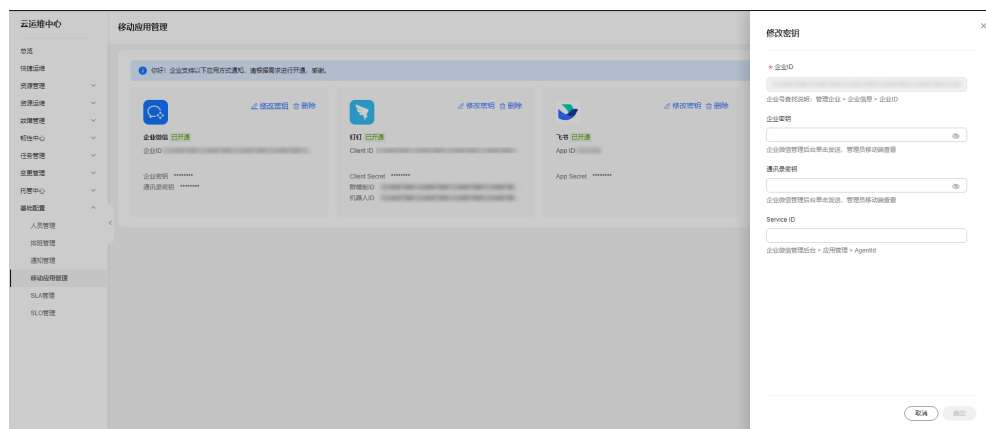 云运维中心
总览
快捷运维
资源管理
资源运维
故障管理
韧性中心
任务管理
变更管理
托管中心
基础配置
人员管理
排班管理
通知管理
移动应用管理
SLA管理
SLO管理
移动应用管理
你好！企业支持以下应用方式通知，请根据需求进行开通，感谢。
修改密钥 删除
企业微信 已开通
企业ID
企业密钥 ********
通讯录密钥 ********
修改密钥 删除
钉钉 已开通
Client ID
Client Secret ********
群模板ID
机器人ID
修改密钥 删除
飞书 已开通
App ID
App Secret ********
修改密钥
* 企业ID
企业号查找说明：管理企业 > 企业信息 > 企业ID
企业密钥
企业微信管理后台单击发送，管理员移动端查看
通讯录密钥
企业微信管理后台单击发送，管理员移动端查看
Service ID
企业微信管理后台 > 应用管理 > AgentId
取消 确定